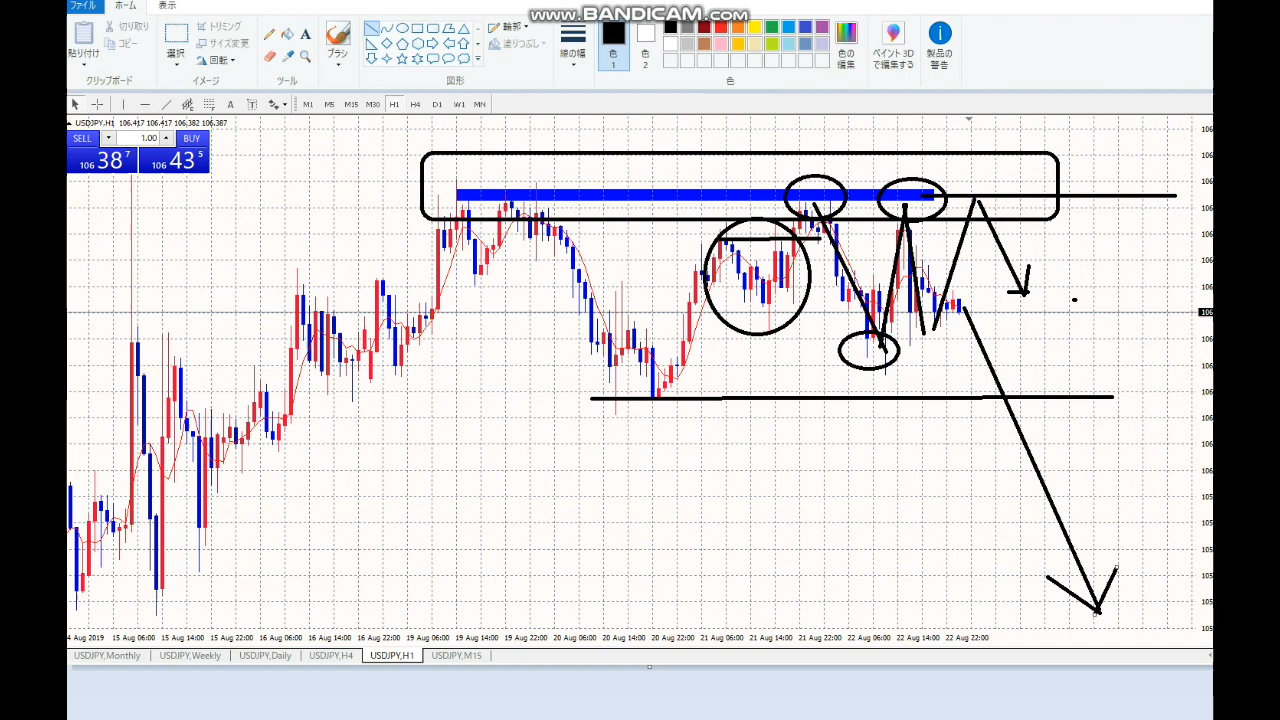 www.BANDICAM.com
ファイル ホーム 表示
貼り付け 切り取り コピー クリップボード
選択 トリミング サイズ変更 回転 イメージ
ツール
ブラシ
輪郭 塗りつぶし 図形
線の幅
色 1 色 2 色の編集 色
ペイント 3D で編集する
製品の警告
A T M1 M5 M15 M30 H1 H4 D1 W1 MN
USDJPY,H1 106.417 106.417 106.382 106.387
SELL 1.00 BUY
106 38 7 106 43 5
4 Aug 2019 15 Aug 06:00 15 Aug 14:00 15 Aug 22:00 16 Aug 06:00 16 Aug 14:00 16 Aug 22:00 19 Aug 06:00 19 Aug 14:00 19 Aug 22:00 20 Aug 06:00 20 Aug 14:00 20 Aug 22:00 21 Aug 06:00 21 Aug 14:00 21 Aug 22:00 22 Aug 06:00 22 Aug 14:00 22 Aug 22:00
USDJPY,Monthly USDJPY,Weekly USDJPY,Daily USDJPY,H4 USDJPY,H1 USDJPY,M15